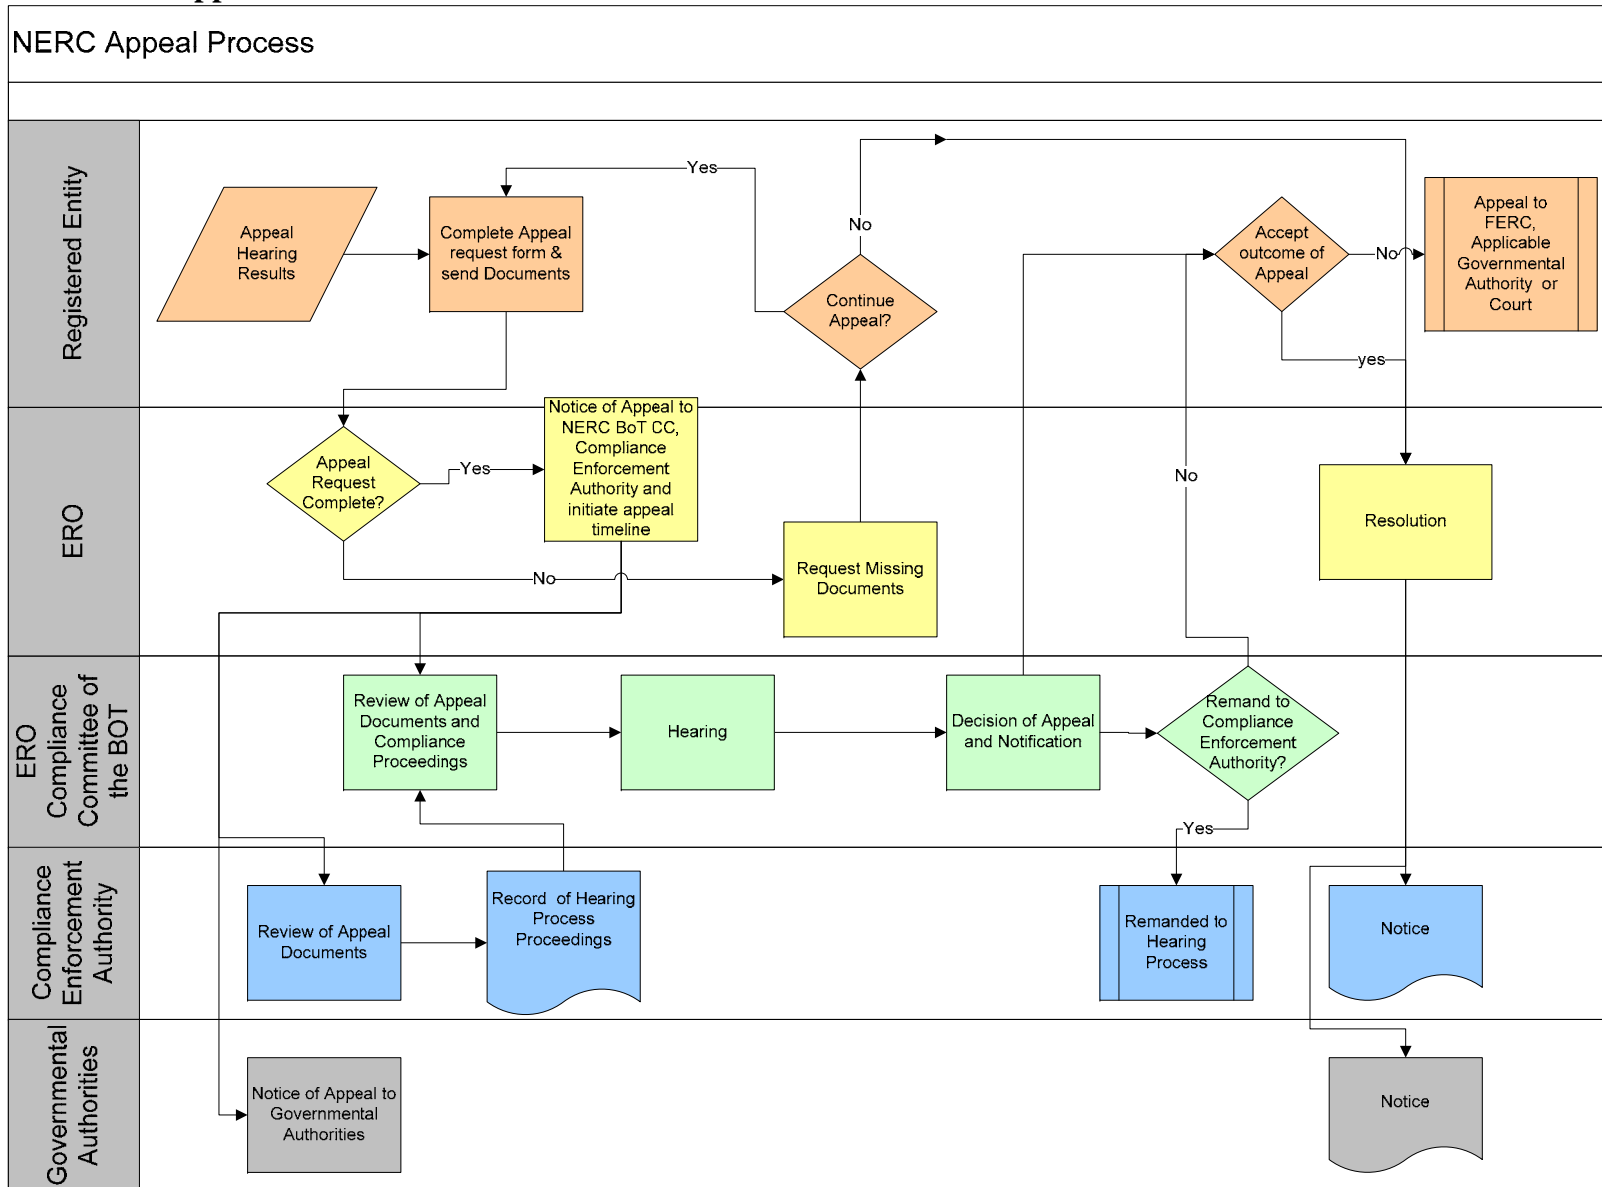 NERC Appeal Process
Registered Entity
Appeal
Hearing
Results
Complete Appeal
request form &
send Documents
Yes
No
Continue
Appeal?
Accept
outcome of
Appeal
No
yes
Appeal to
FERC,
Applicable
Governmental
Authority or
Court
ERO
Appeal
Request
Complete?
Yes
No
Notice of Appeal to
NERC BoT CC,
Compliance
Enforcement
Authority and
initiate appeal
timeline
Request Missing
Documents
No
Resolution
ERO
Compliance
Committee of
the BOT
Review of Appeal
Documents and
Compliance
Proceedings
Hearing
Decision of Appeal
and Notification
Remand to
Compliance
Enforcement
Authority?
Yes
Compliance
Enforcement
Authority
Review of Appeal
Documents
Record of Hearing
Process
Proceedings
Remanded to
Hearing
Process
Notice
Governmental
Authorities
Notice of Appeal to
Governmental
Authorities
Notice